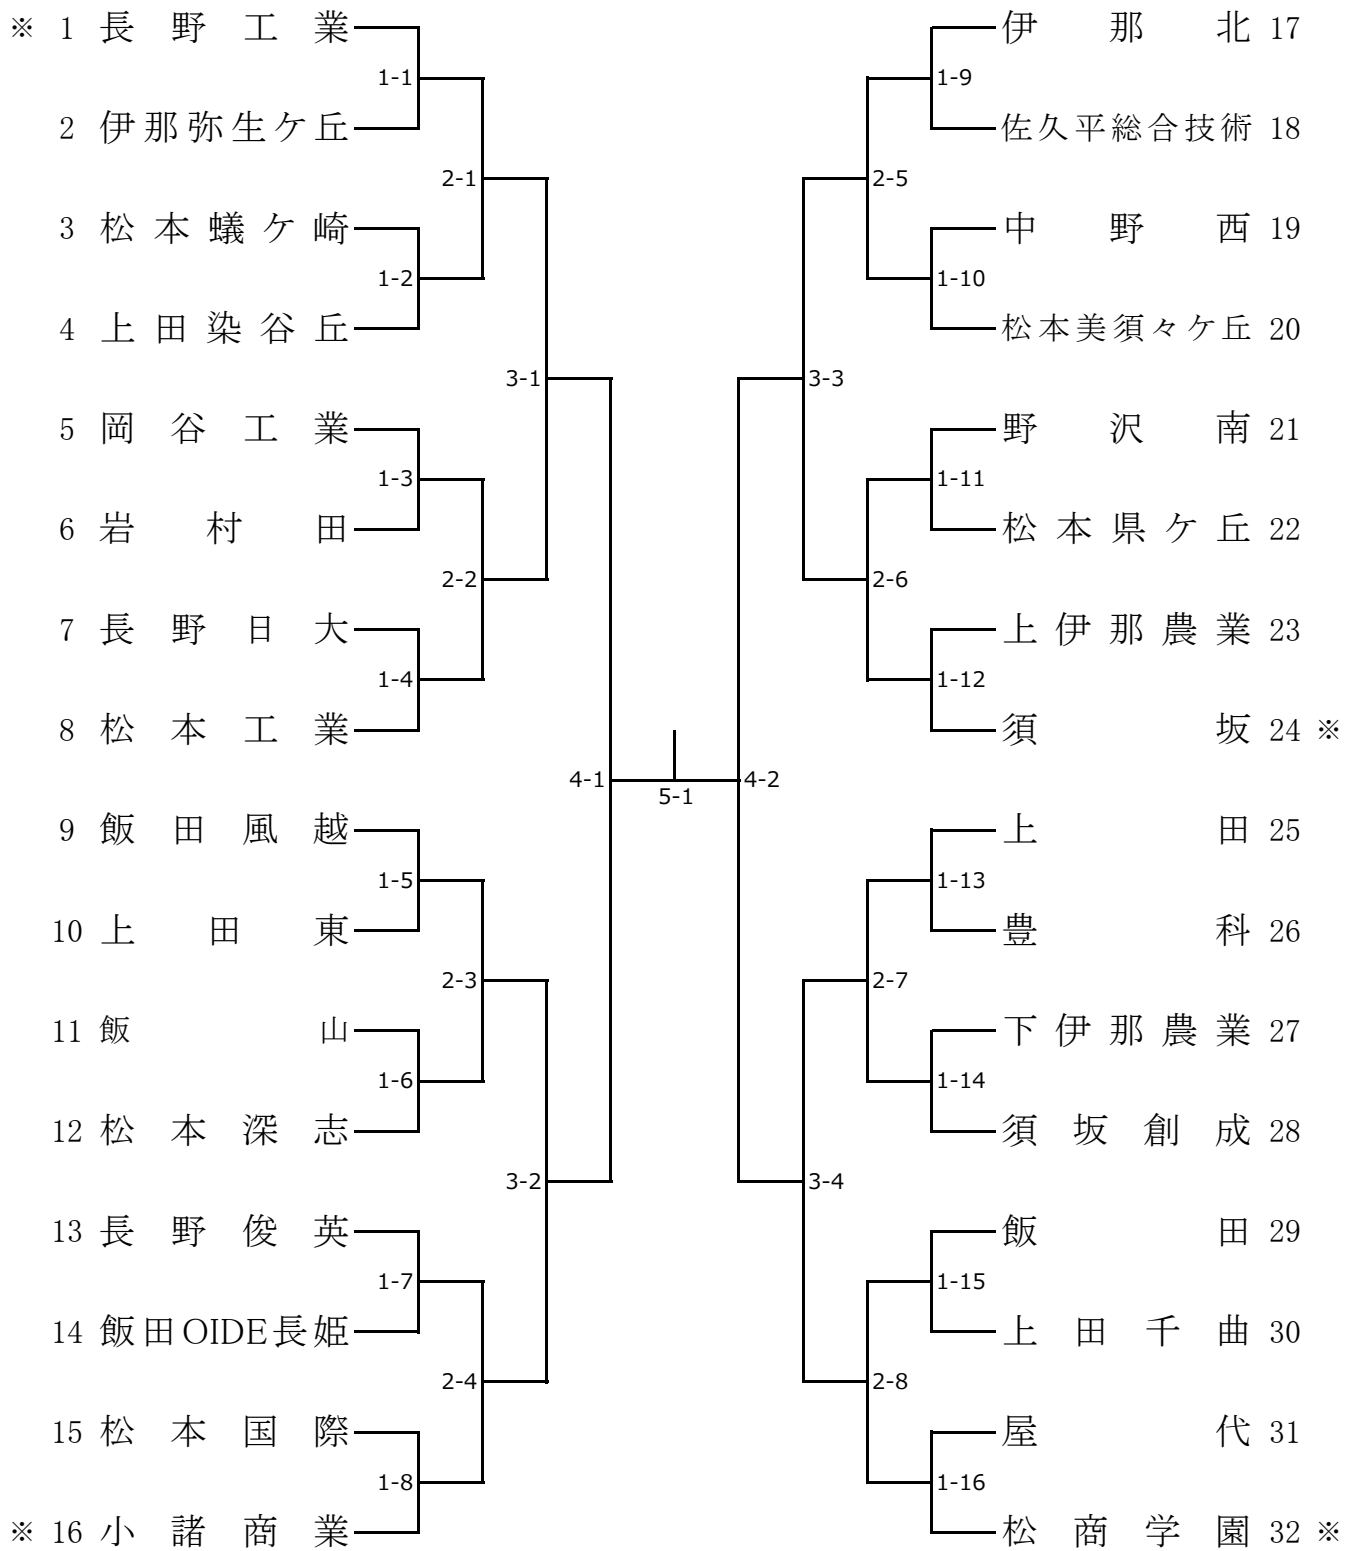 ※ 1 長野工業
1-1
2 伊那弥生ケ丘
2-1
3 松本蟻ケ崎
1-2
4 上田染谷丘
3-1
5 岡谷工業
1-3
6 岩村田
2-2
7 長野日大
1-4
8 松本工業
4-1
9 飯田風越
1-5
10 上田東
2-3
11 飯山
1-6
12 松本深志
3-2
13 長野俊英
1-7
14 飯田OIDE長姫
2-4
15 松本国際
1-8
※ 16 小諸商業
5-1
伊那北 17
1-9
佐久平総合技術 18
2-5
中野西 19
1-10
松本美須々ケ丘 20
3-3
野沢南 21
1-11
松本県ケ丘 22
2-6
上伊那農業 23
1-12
須坂 24 ※
4-2
上田 25
1-13
豊科 26
2-7
下伊那農業 27
1-14
須坂創成 28
3-4
飯田 29
1-15
上田千曲 30
2-8
屋代 31
1-16
松商学園 32 ※